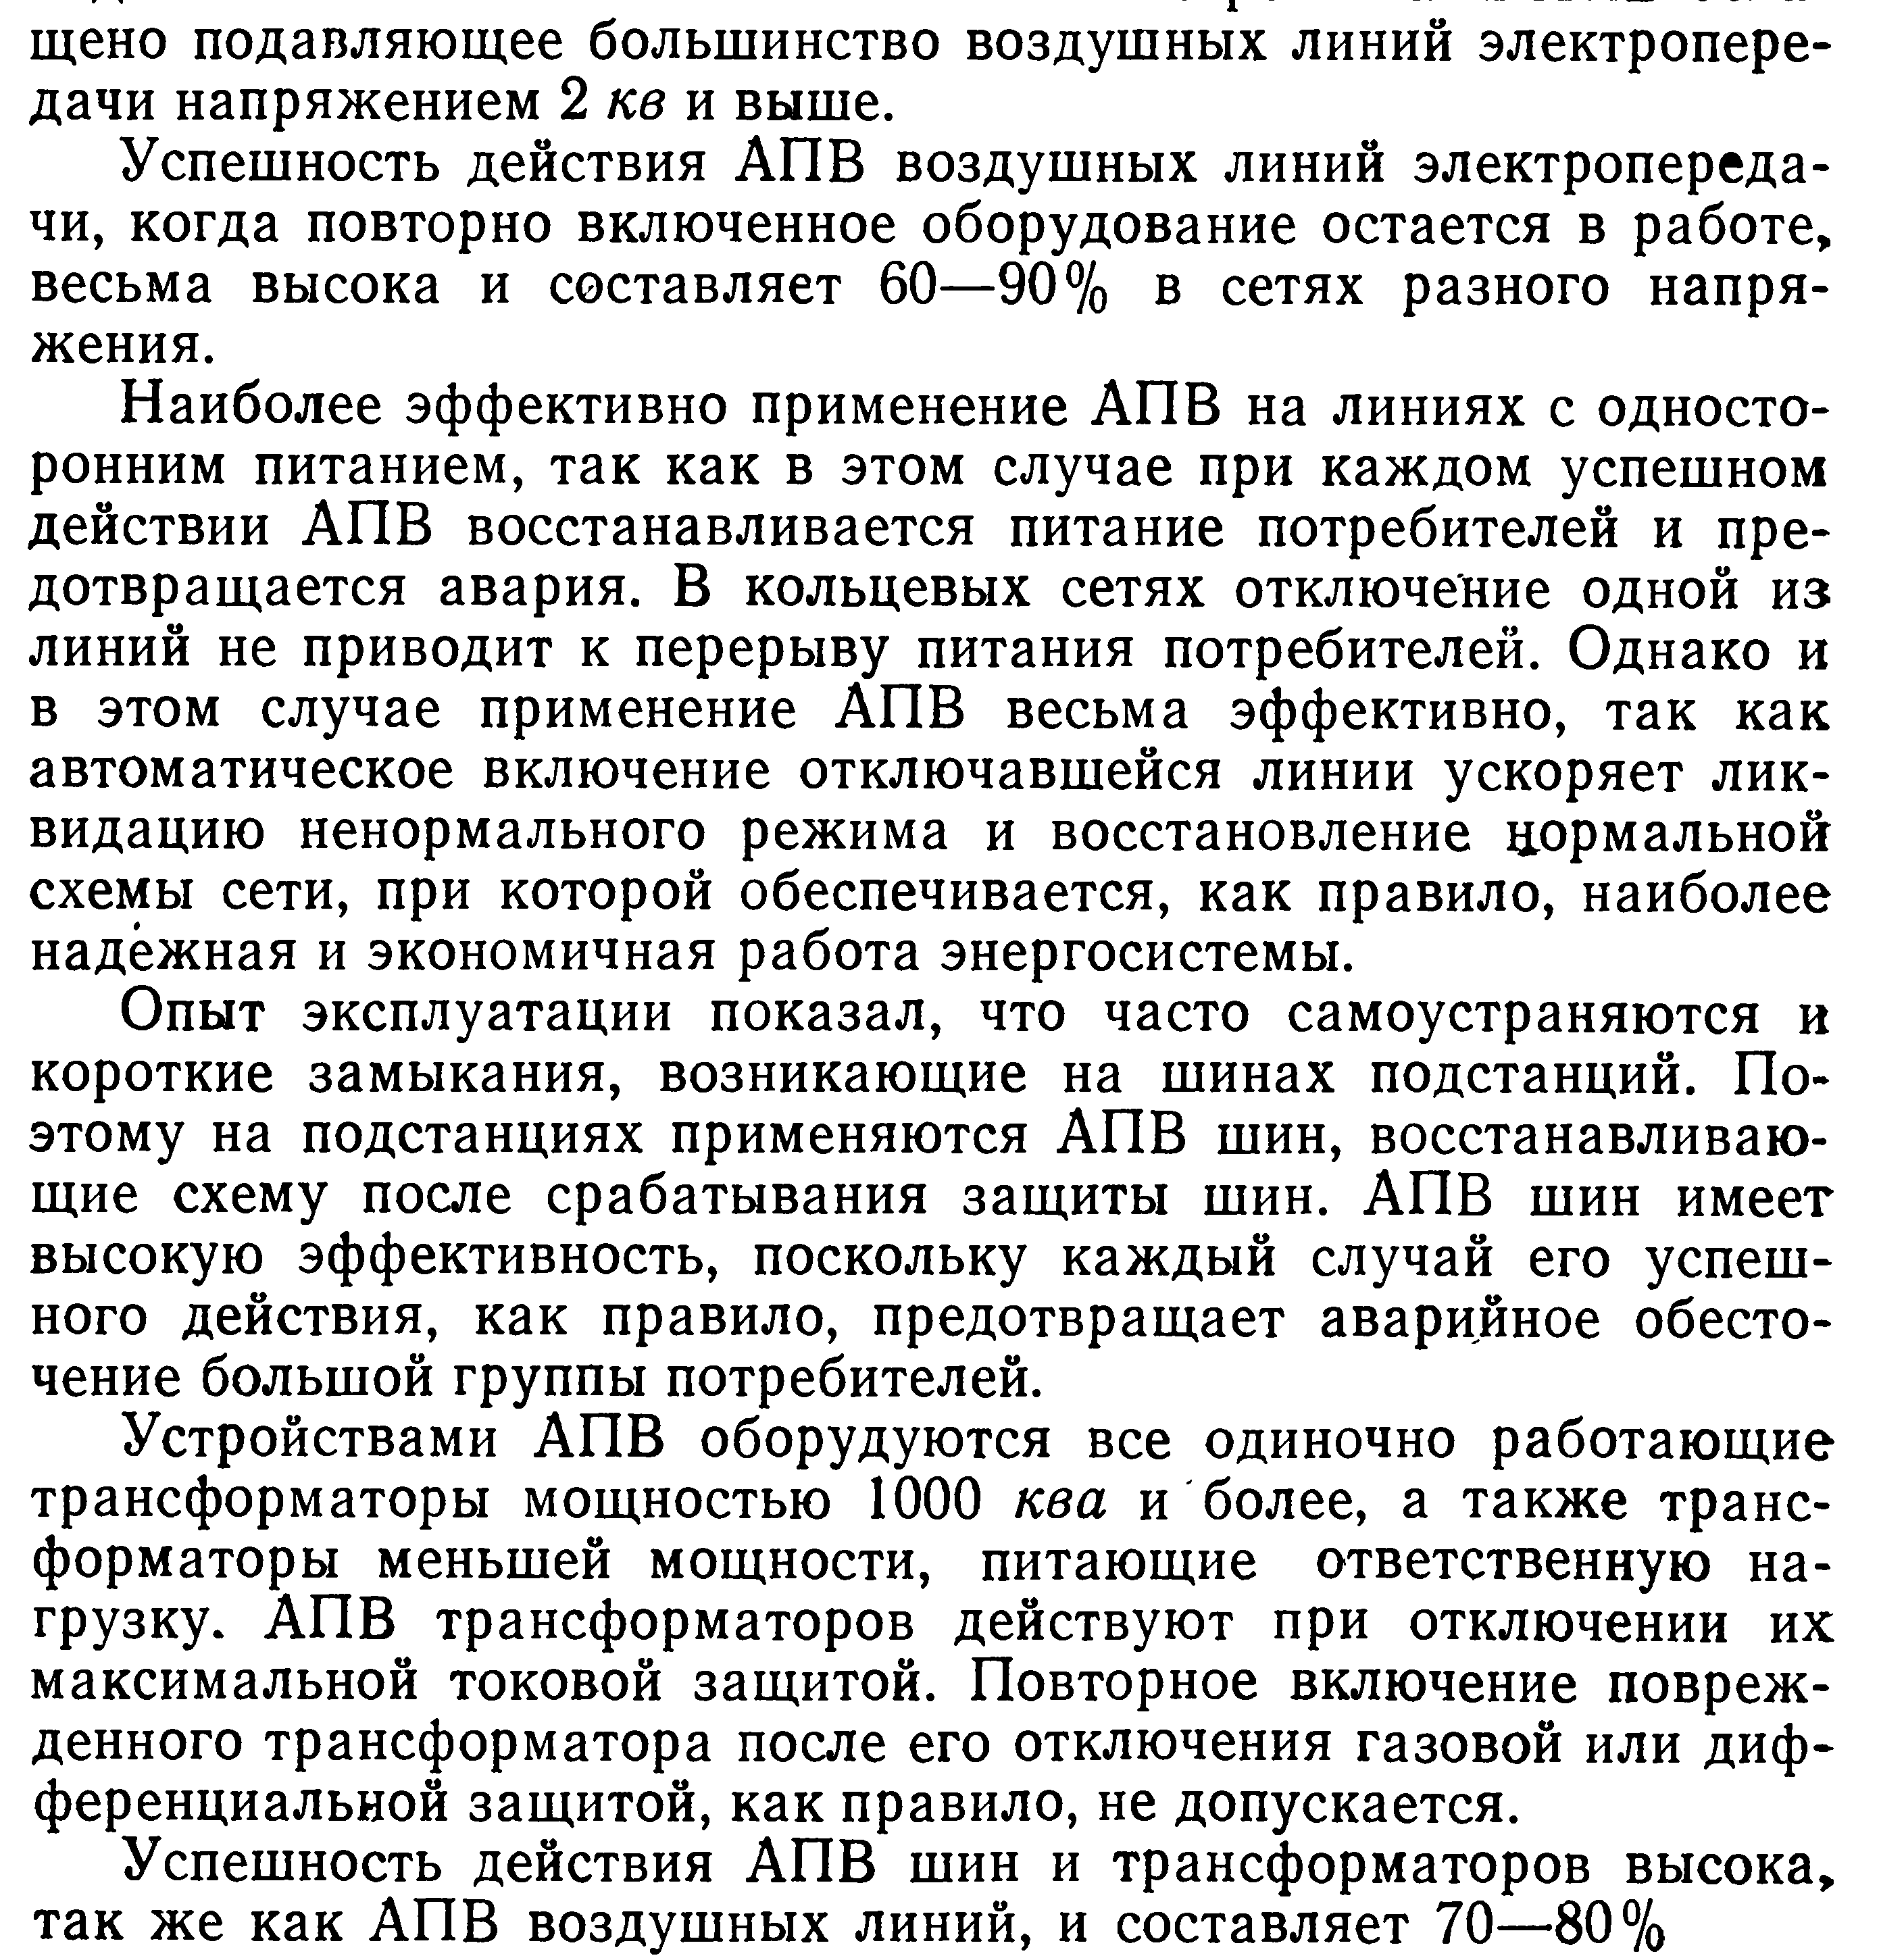 щено подавляющее большинство воздушных линий электропере-
дачи напряжением 2 кв и выше.
Успешность действия АПВ воздушных линий электропереда-
чи, когда повторно включенное оборудование остается в работе,
весьма высока и составляет 60—90% в сетях разного напря-
жения.
Наиболее эффективно применение АПВ на линиях с односто-
ронним питанием, так как в этом случае при каждом успешном
действии АПВ восстанавливается питание потребителей и пре-
дотвращается авария. В кольцевых сетях отключение одной из
линий не приводит к перерыву питания потребителей. Однако и
в этом случае применение АПВ весьма эффективно, так как
автоматическое включение отключавшейся линии ускоряет лик-
видацию ненормального режима и восстановление нормальной
схемы сети, при которой обеспечивается, как правило, наиболее
надежная и экономичная работа энергосистемы.
Опыт эксплуатации показал, что часто самоустраняются и
короткие замыкания, возникающие на шинах подстанций. По-
этому на подстанциях применяются АПВ шин, восстанавливаю-
щие схему после срабатывания защиты шин. АПВ шин имеет
высокую эффективность, поскольку каждый случай его успеш-
ного действия, как правило, предотвращает аварийное обесто-
чение большой группы потребителей.
Устройствами АПВ оборудуются все одиночно работающие
трансформаторы мощностью 1000 ква и более, а также транс-
форматоры меньшей мощности, питающие ответственную на-
грузку. АПВ трансформаторов действуют при отключении их
максимальной токовой защитой. Повторное включение повреж-
денного трансформатора после его отключения газовой или диф-
ференциальной защитой, как правило, не допускается.
Успешность действия АПВ шин и трансформаторов высока,
так же как АПВ воздушных линий, и составляет 70—80%